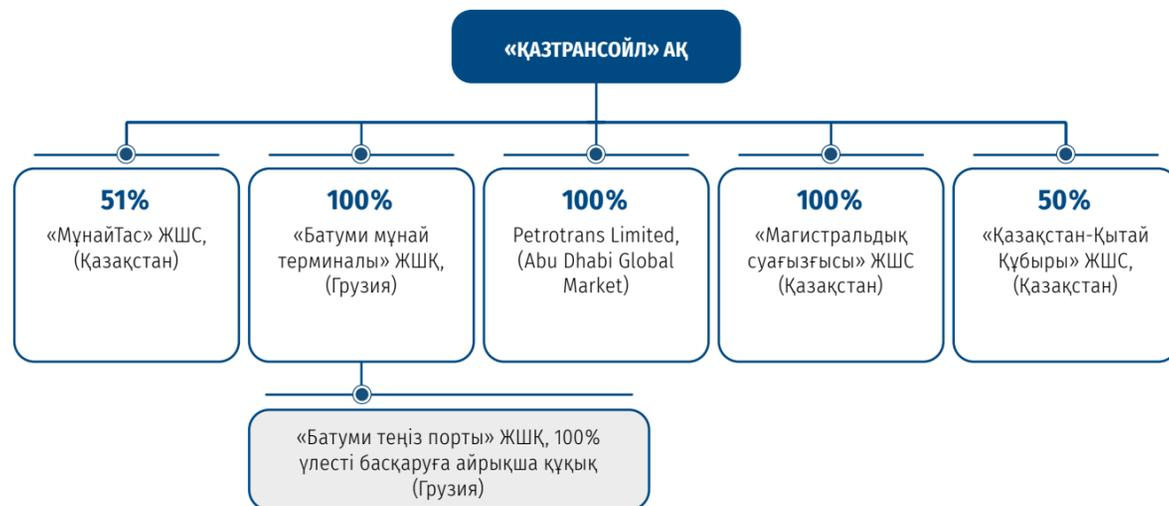 «ҚАЗТРАНСОЙЛ» АҚ
51%
«МұнайТас» ЖШС,
(Қазақстан)
100%
«Батуми мұнай
терминалы» ЖШҚ,
(Грузия)
100%
Petrotrans Limited,
(Abu Dhabi Global
Market)
100%
«Магистральдық
суағызғысы» ЖШС
(Қазақстан)
50%
«Қазақстан-Қытай
Құбыры» ЖШС,
(Қазақстан)
«Батуми теңіз порты» ЖШҚ, 100%
үлесті басқаруға айрықша құқық
(Грузия)